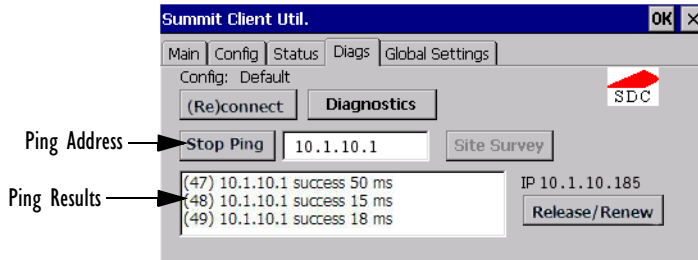 Summit Client Util. OK ×
Main Config Status Diags Global Settings
Config: Default
SDC
(Re)connect Diagnostics
Ping Address Stop Ping 10.1.10.1 Site Survey
Ping Results
(47) 10.1.10.1 success 50 ms
(48) 10.1.10.1 success 15 ms
(49) 10.1.10.1 success 18 ms
IP 10.1.10.185
Release/Renew